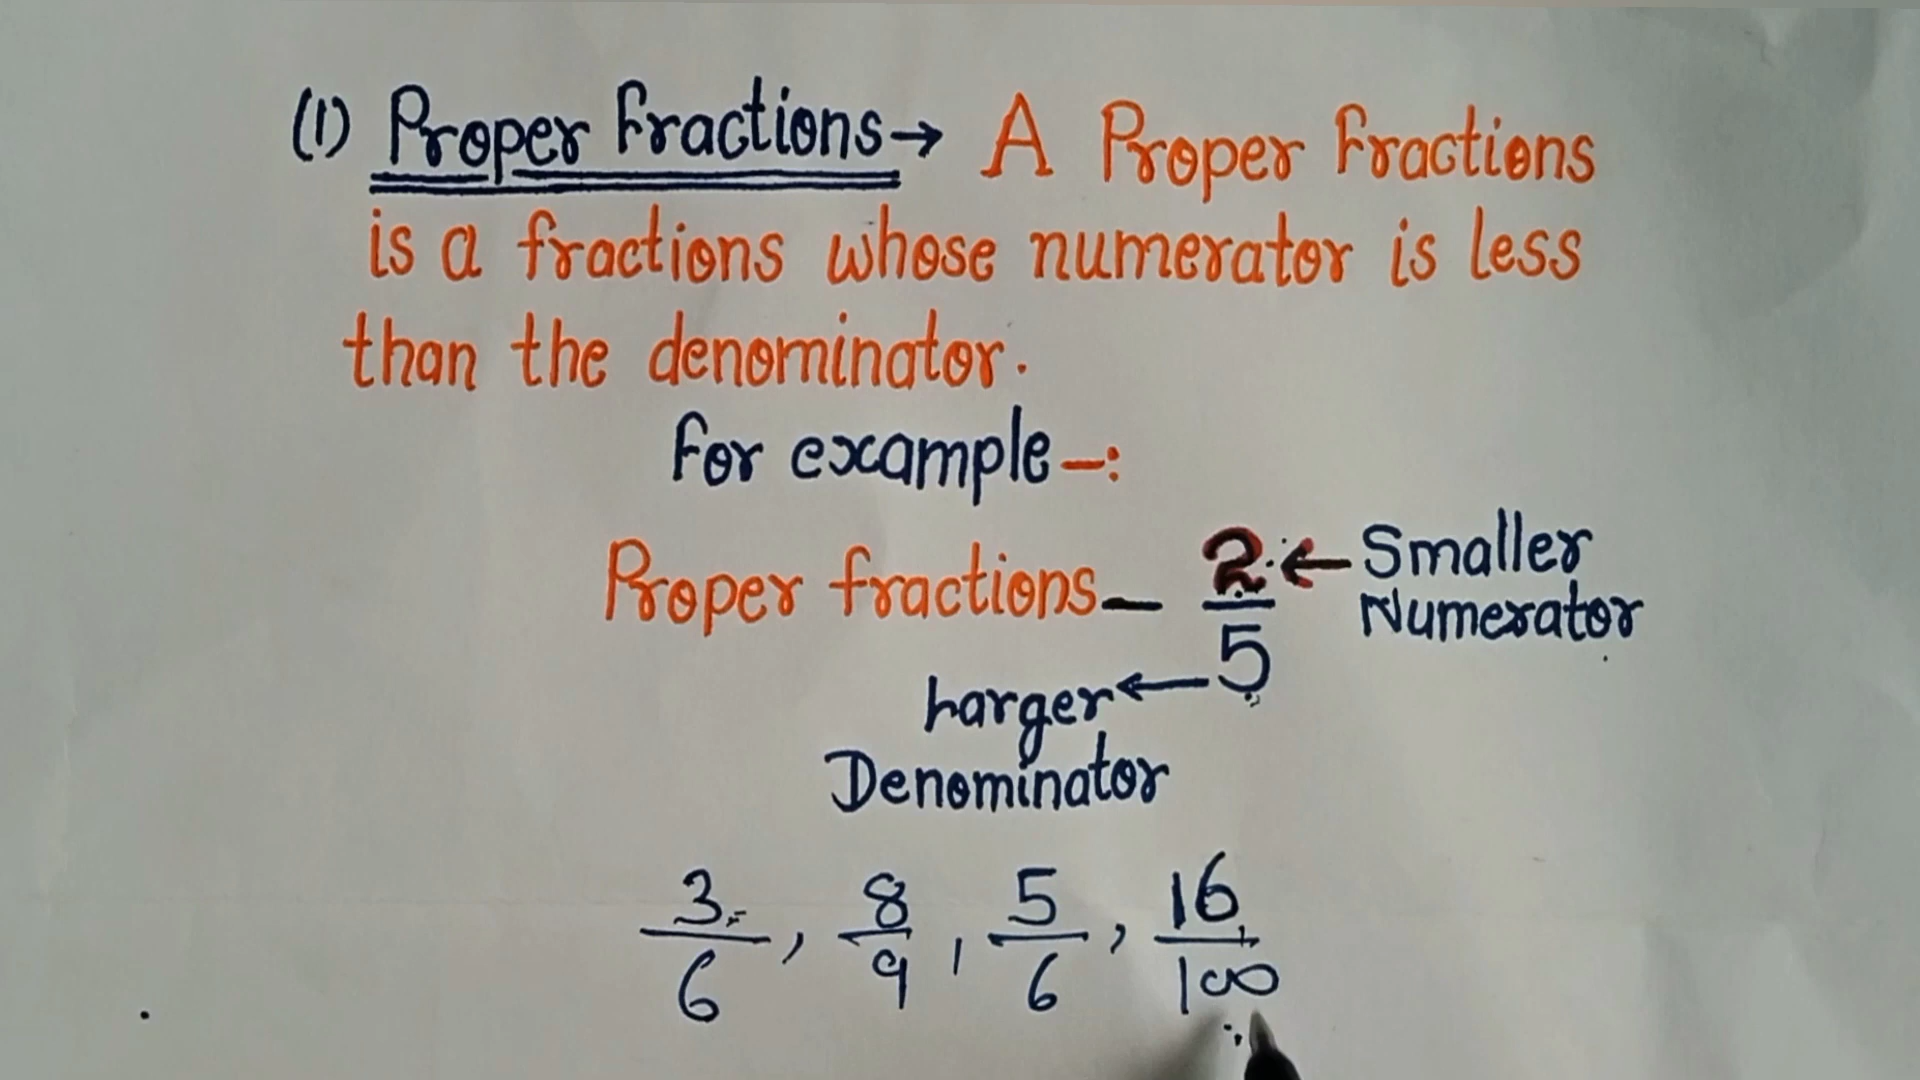 (1) Proper Fractions → A Proper Fractions
is a fractions whose numerator is less
than the denominator.
For example -:
Proper fractions - 2/5 ← Smaller
Numerator
Larger ←
Denominator
3/6, 8/9, 5/6, 16/100